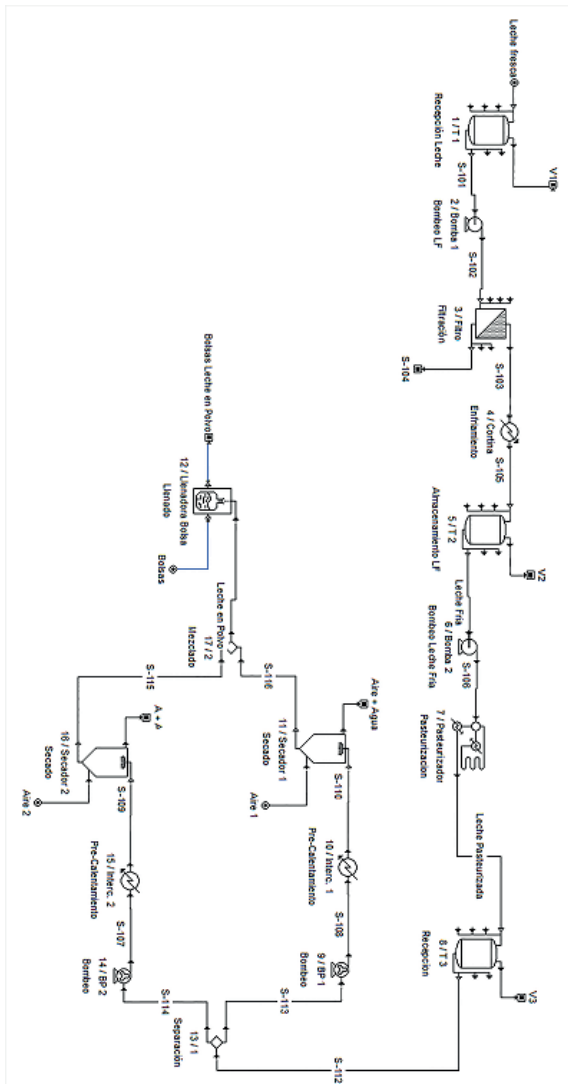 Leche fresca
1 / T 1
Recepción Leche
V1
S-101
2 / Bomba 1
Bombeo LF
S-102
3 / Filtro
Filtración
S-104
S-103
4 / Cortina
Enfriamiento
S-105
5 / T 2
Almacenamiento LF
V2
Leche Fria
6 / Bomba 2
Bombeo Leche Fria
S-106
7 / Pasteurizador
Pasteurizacion
Leche Pasteurizada
8 / T 3
Recepcion
V3
S-112
13 / 1
Separación
S-113
S-114
9 / BP 1
Bombeo
S-108
10 / Interc. 1
Pre-Calentamiento
S-110
11 / Secador 1
Secado
Aire 1
Aire + Agua
S-116
14 / BP 2
Bombeo
S-107
15 / Interc. 2
Pre-Calentamiento
S-109
16 / Secador 2
Secado
Aire 2
A + A
S-115
17 / 2
Mezclado
Leche en Polvo
12 / Llenadora Bolsa
Llenado
Bolsas
Bolsas Leche en Polvo